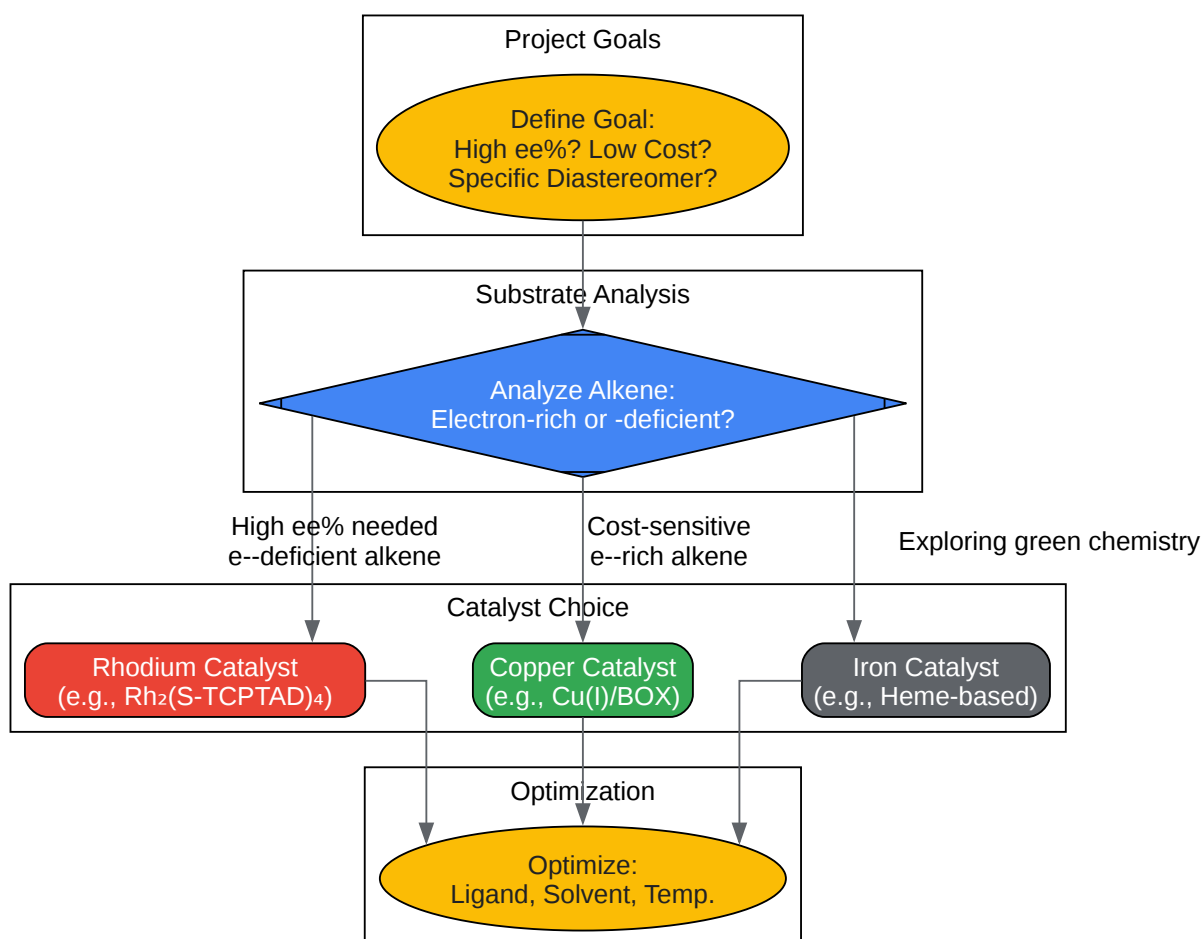 Project Goals
Define Goal:
High ee%? Low Cost?
Specific Diastereomer?
Substrate Analysis
Analyze Alkene:
Electron-rich or -deficient?
High ee% needed
e--deficient alkene
Cost-sensitive
e--rich alkene
Exploring green chemistry
Catalyst Choice
Rhodium Catalyst
(e.g., Rh₂(S-TCPTAD)₄)
Copper Catalyst
(e.g., Cu(I)/BOX)
Iron Catalyst
(e.g., Heme-based)
Optimization
Optimize:
Ligand, Solvent, Temp.